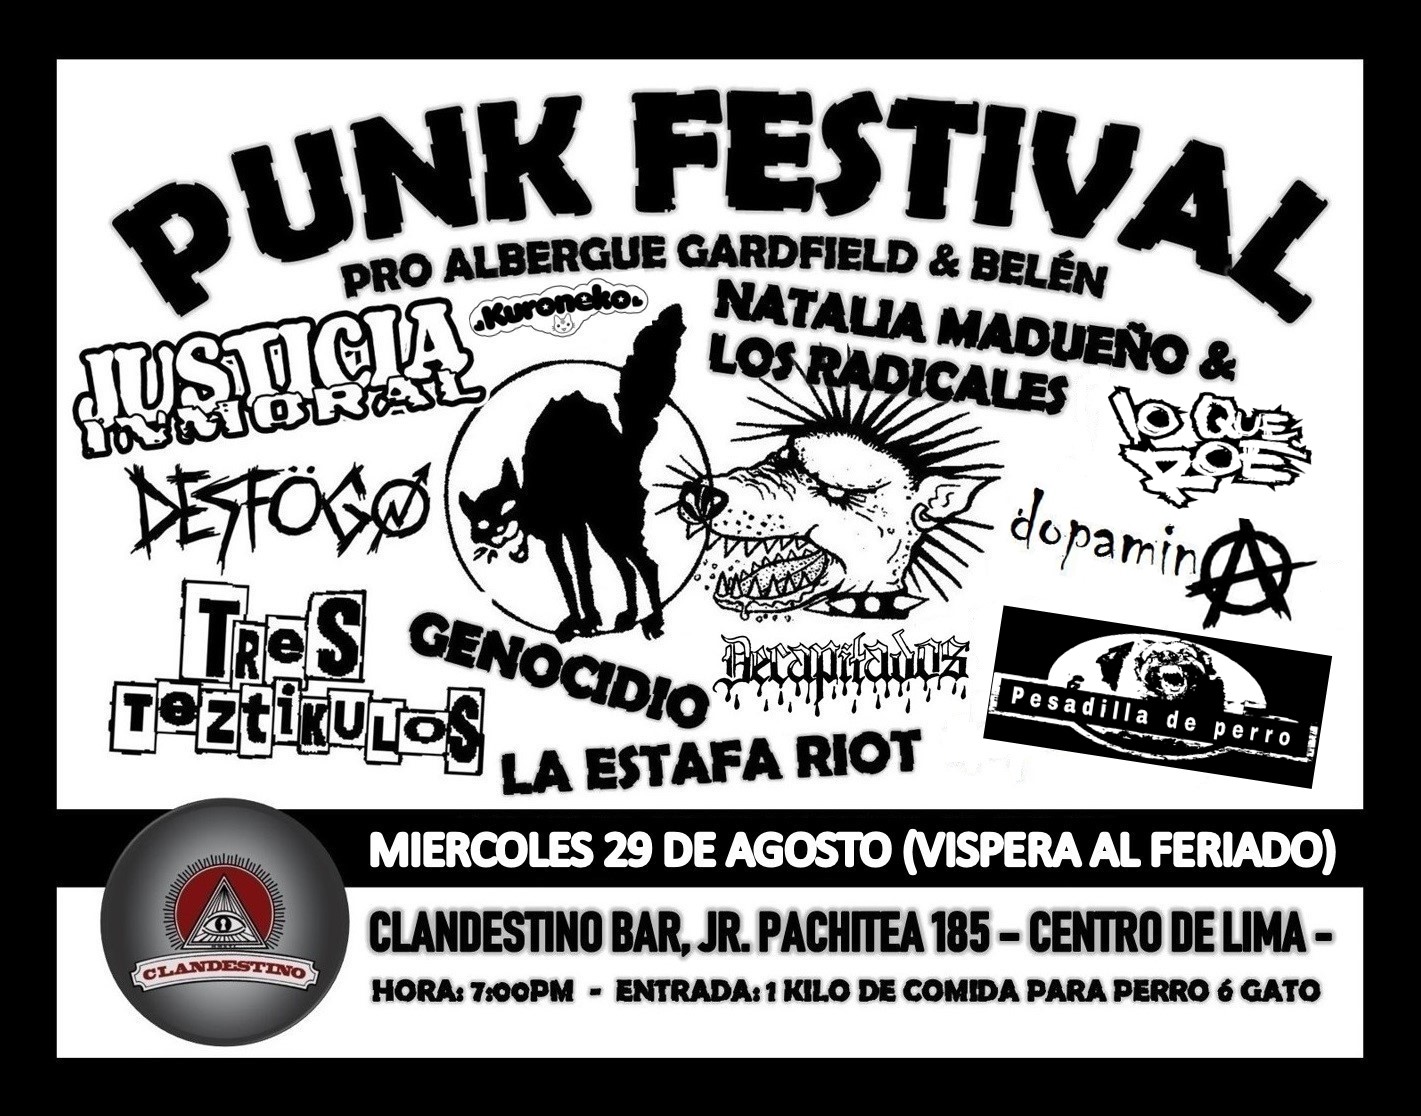 PUNK FESTIVAL
PRO ALBERGUE GARDFIELD & BELÉN
JUSTICIA
INMORAL
.Kuroneko.
NATALIA MADUEÑO &
LOS RADICALES
lo Que
ROE
DESFÖGO
dopaminA
TReS
TeztiKULoS
GENOCIDIO
Decapitados
Pesadilla de perro
LA ESTAFA RIOT
MIERCOLES 29 DE AGOSTO (VISPERA AL FERIADO)
CLANDESTINO BAR, JR. PACHITEA 185 – CENTRO DE LIMA -
CLANDESTINO
HORA: 7:00PM - ENTRADA: 1 KILO DE COMIDA PARA PERRO ó GATO